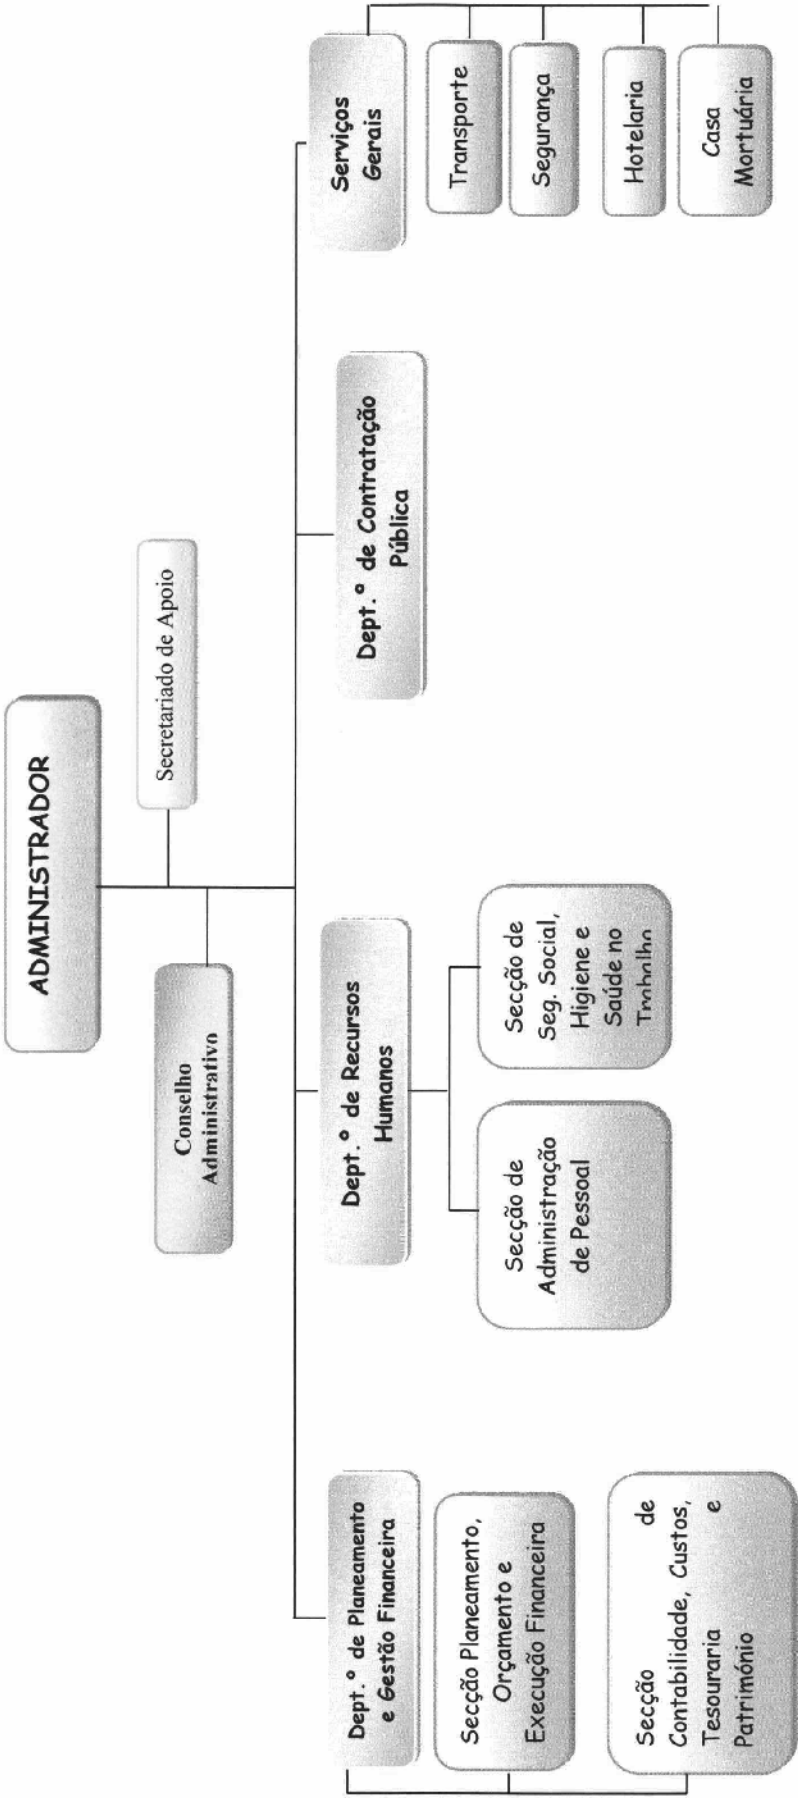 ADMINISTRADOR
Secretariado de Apoio
Conselho
Administrativo
Dept.º de Planeamento
e Gestão Financeira
Secção Planeamento,
Orçamento e
Execução Financeira
Secção de
Contabilidade, Custos,
Tesouraria e
Património
Dept.º de Recursos
Humanos
Secção de
Administração
de Pessoal
Secção de
Seg. Social,
Higiene e
Saúde no
Trabalho
Dept.º de Contratação
Pública
Serviços
Gerais
Transporte
Segurança
Hotelaria
Casa
Mortuária